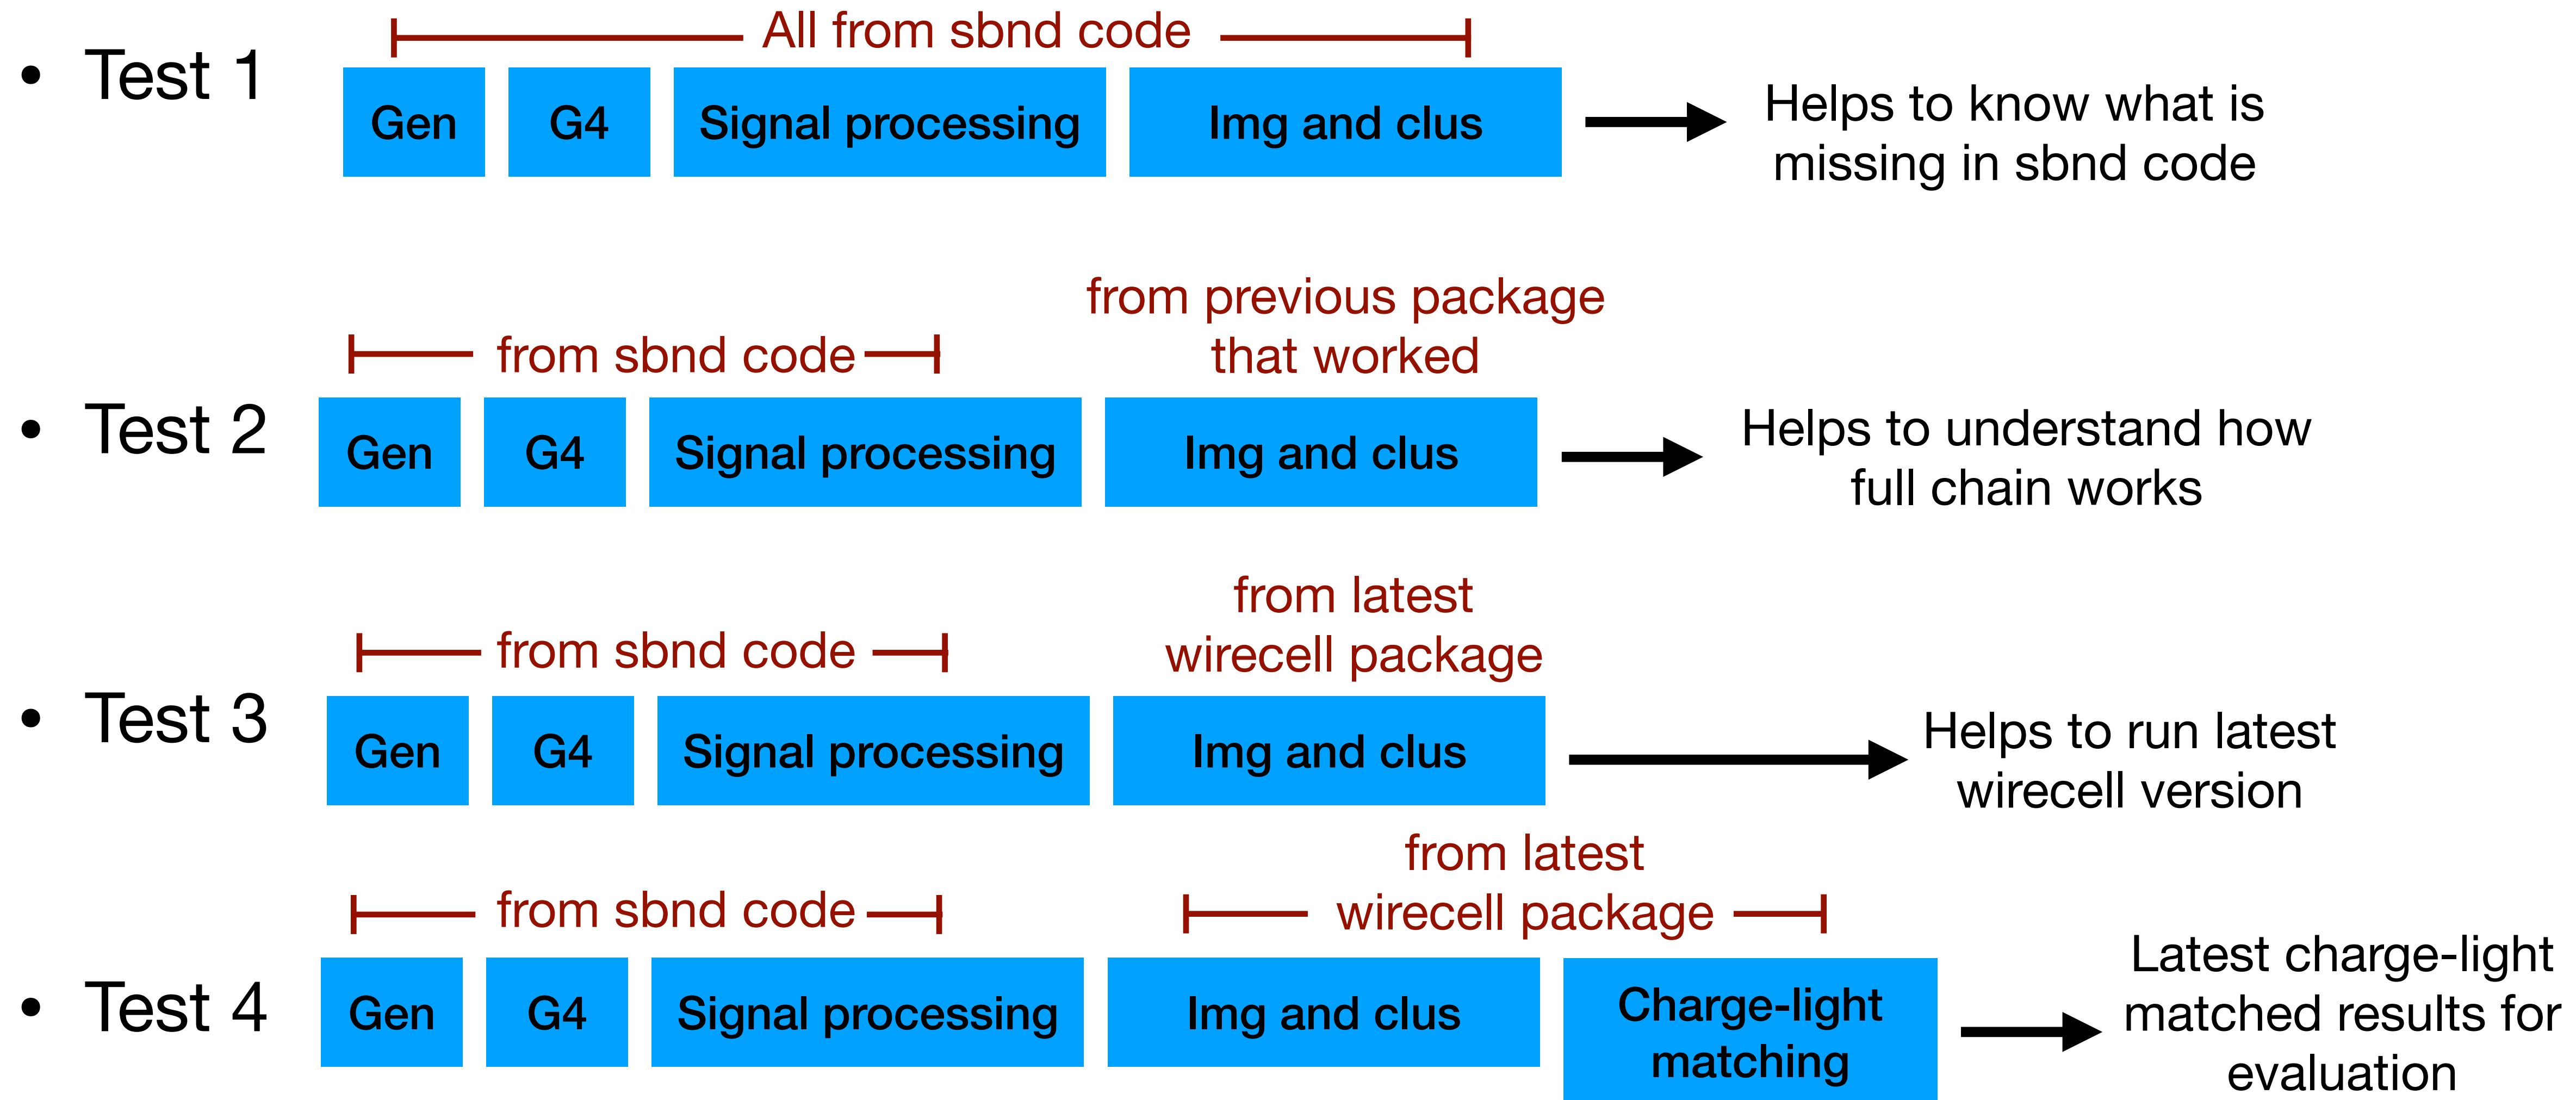 All from sbnd code
• Test 1
Gen
G4
Signal processing
Img and clus
Helps to know what is
missing in sbnd code
from sbnd code
from previous package
that worked
• Test 2
Gen
G4
Signal processing
Img and clus
Helps to understand how
full chain works
from sbnd code
from latest
wirecell package
• Test 3
Gen
G4
Signal processing
Img and clus
Helps to run latest
wirecell version
from sbnd code
from latest
wirecell package
• Test 4
Gen
G4
Signal processing
Img and clus
Charge-light
matching
Latest charge-light
matched results for
evaluation